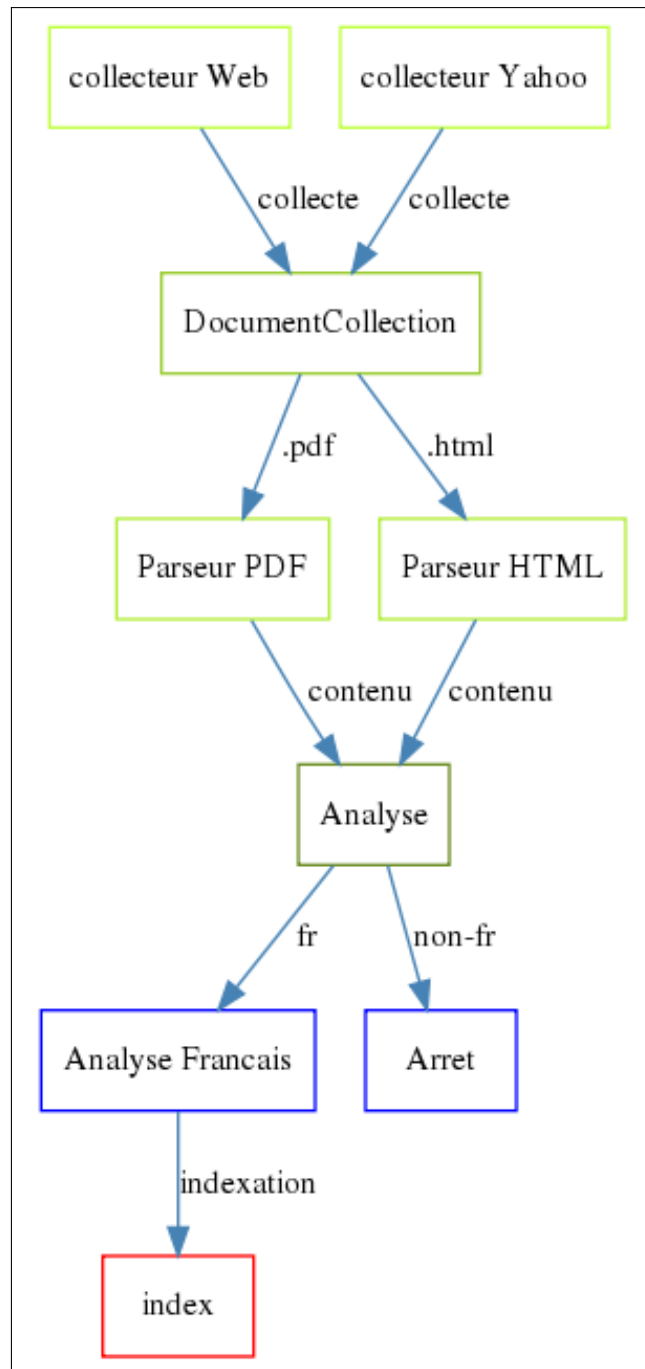 collecteur Web
collecteur Yahoo
collecte
collecte
DocumentCollection
.pdf
.html
Parseur PDF
Parseur HTML
contenu
contenu
Analyse
fr
non-fr
Analyse Francais
Arret
indexation
index